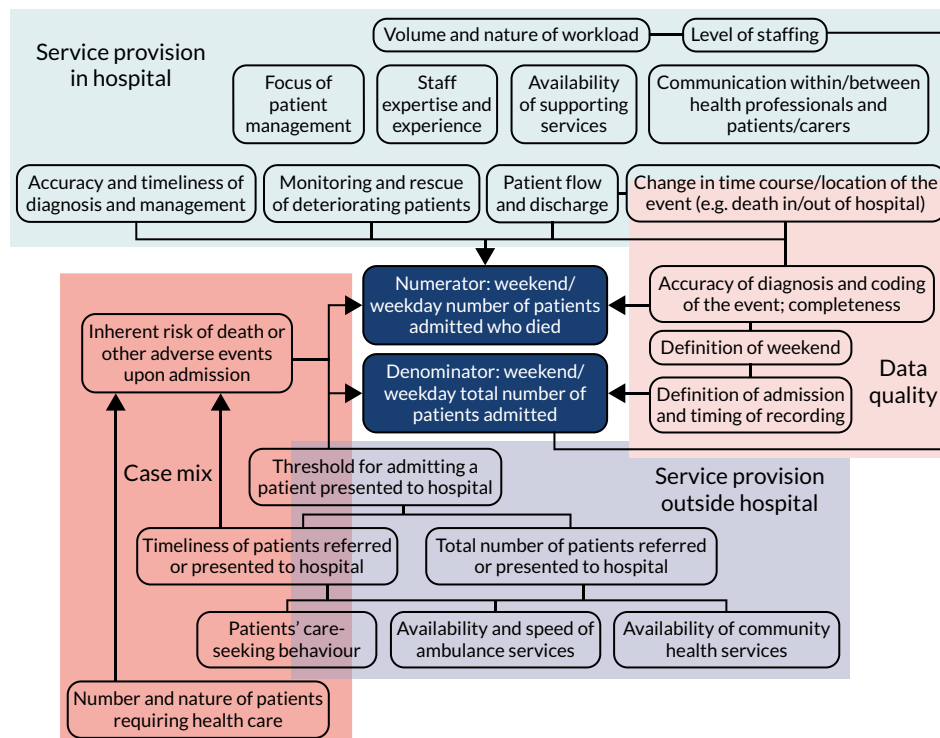 Service provision
in hospital
Volume and nature of workload
Level of staffing
Focus of
patient
management
Staff
expertise and
experience
Availability
of supporting
services
Communication within/between
health professionals and
patients/carers
Accuracy and timeliness of
diagnosis and management
Monitoring and rescue
of deteriorating patients
Patient flow
and discharge
Change in time course/location of the
event (e.g. death in/out of hospital)
Numerator: weekend/
weekday number of patients
admitted who died
Accuracy of diagnosis and coding
of the event; completeness
Inherent risk of death or
other adverse events
upon admission
Definition of weekend
Denominator: weekend/
weekday total number of
patients admitted
Definition of admission
and timing of recording
Data
quality
Case mix
Threshold for admitting a
patient presented to hospital
Service provision
outside hospital
Timeliness of patients referred
or presented to hospital
Total number of patients referred
or presented to hospital
Patients’ care-
seeking behaviour
Availability and speed of
ambulance services
Availability of community
health services
Number and nature of patients
requiring health care